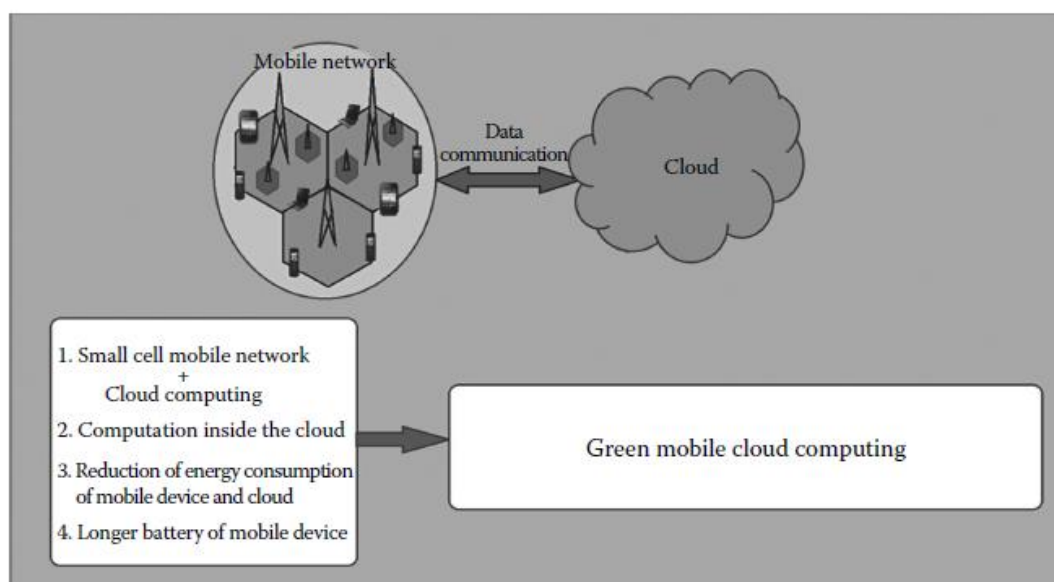 Mobile network
Data
communication
Cloud
1. Small cell mobile network
+
Cloud computing
2. Computation inside the cloud
3. Reduction of energy consumption
of mobile device and cloud
4. Longer battery of mobile device
Green mobile cloud computing